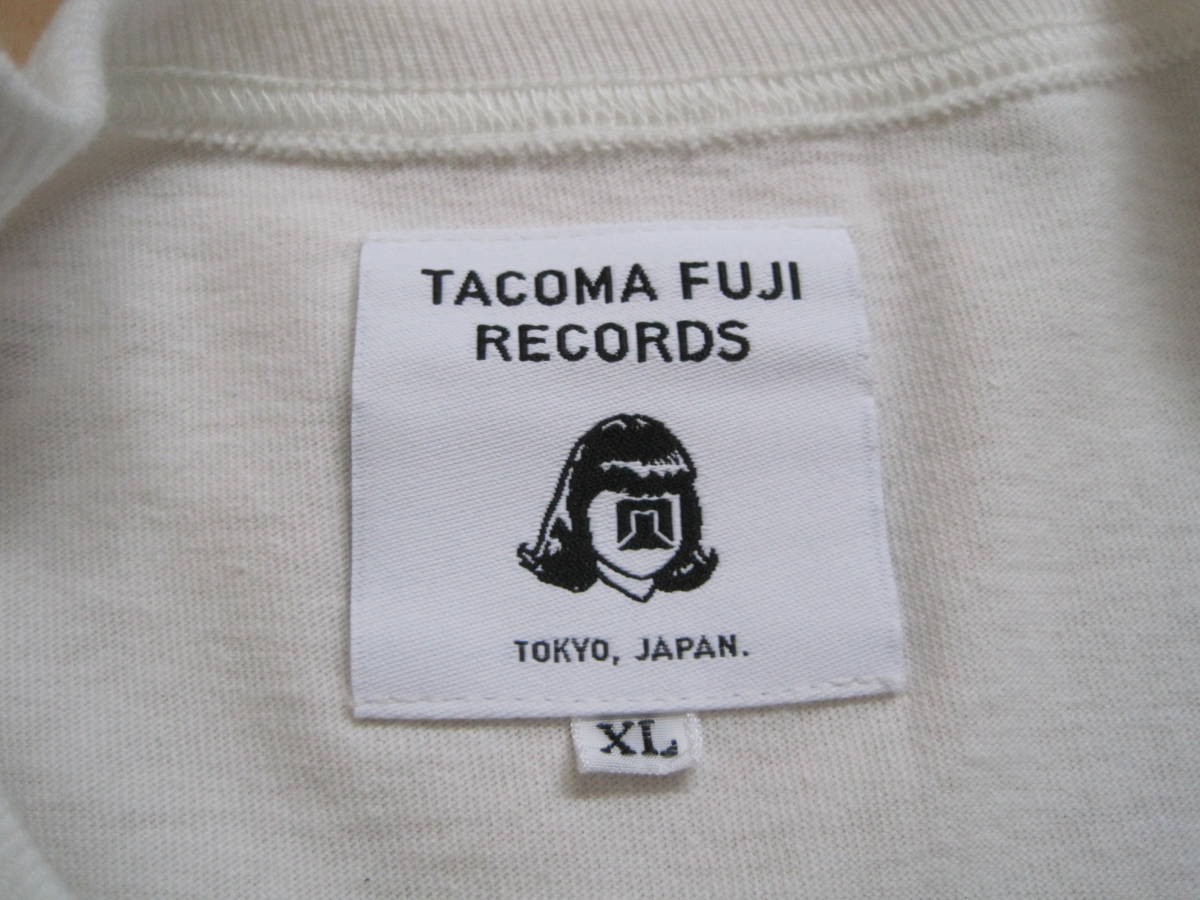 TACOMA FUJI
RECORDS
TOKYO, JAPAN.
XL